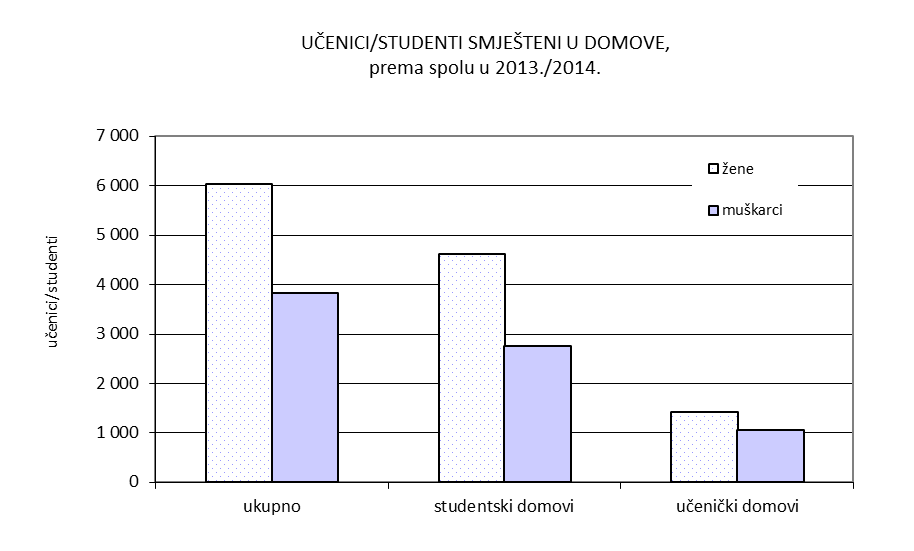 UČENICI/STUDENTI SMJEŠTENI U DOMOVE,
prema spolu u 2013./2014.
učenici/studenti
7 000
6 000
5 000
4 000
3 000
2 000
1 000
0
žene
muškarci
ukupno
studentski domovi
učenički domovi